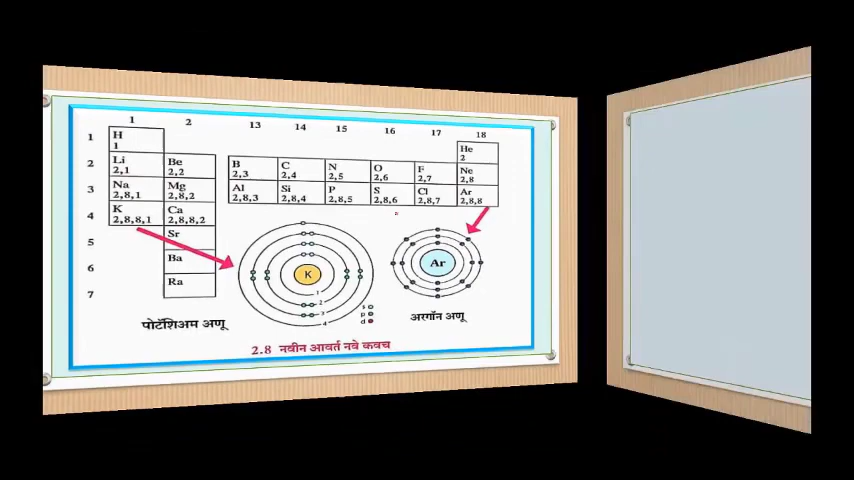 1 2 13 14 15 16 17 18
1 H He
1 2
2 Li Be B C N O F Ne
2,1 2,2 2,3 2,4 2,5 2,6 2,7 2,8
3 Na Mg Al Si P S Cl Ar
2,8,1 2,8,2 2,8,3 2,8,4 2,8,5 2,8,6 2,8,7 2,8,8
4 K Ca
2,8,8,1 2,8,8,2
5 Sr
6 Ba
7 Ra
K
1
2
3
4
s
p
d
Ar
पोटॅशिअम अणू
अरगॉन अणू
2.8 नवीन आवर्त नवे कवच